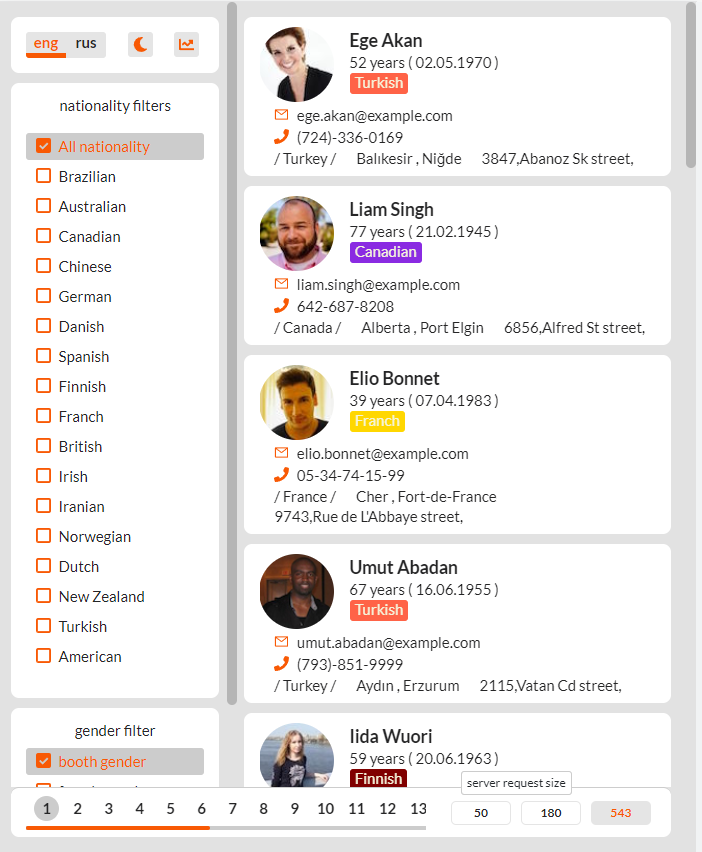 eng rus
nationality filters
All nationality
Brazilian
Australian
Canadian
Chinese
German
Danish
Spanish
Finnish
Franch
British
Irish
Iranian
Norwegian
Dutch
New Zealand
Turkish
American
gender filter
booth gender
Ege Akan
52 years ( 02.05.1970 )
Turkish
ege.akan@example.com
(724)-336-0169
/ Turkey / Balıkesir , Niğde 3847,Abanoz Sk street,
Liam Singh
77 years ( 21.02.1945 )
Canadian
liam.singh@example.com
642-687-8208
/ Canada / Alberta , Port Elgin 6856,Alfred St street,
Elio Bonnet
39 years ( 07.04.1983 )
Franch
elio.bonnet@example.com
05-34-74-15-99
/ France / Cher , Fort-de-France
9743,Rue de L'Abbaye street,
Umut Abadan
67 years ( 16.06.1955 )
Turkish
umut.abadan@example.com
(793)-851-9999
/ Turkey / Aydın , Erzurum 2115,Vatan Cd street,
Iida Wuori
59 years ( 20.06.1963 )
Finnish
server request size
1 2 3 4 5 6 7 8 9 10 11 12 13
50 180 543